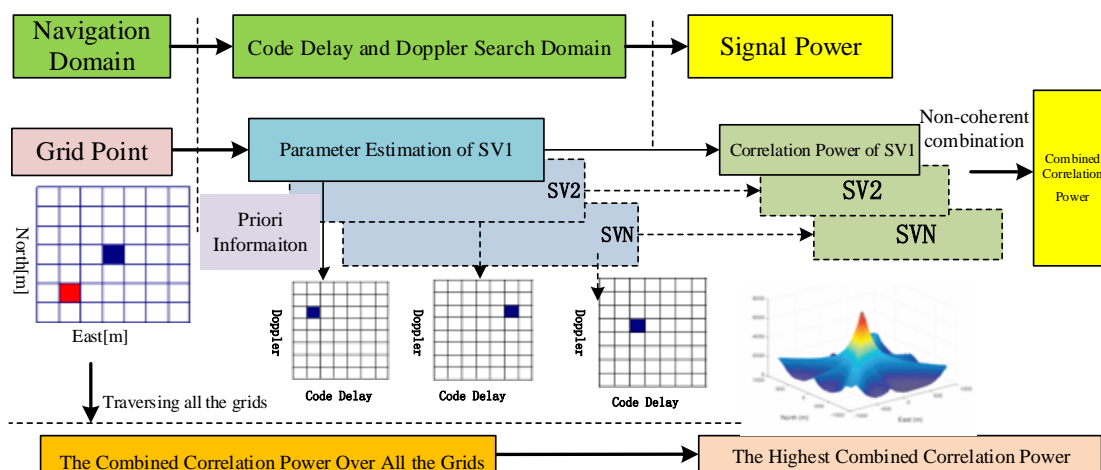 Navigation
Domain
Code Delay and Doppler Search Domain
Signal Power
Grid Point
Parameter Estimation of SV1
Correlation Power of SV1
Non-coherent
combination
Combined
Correlation
Power
SV2
SVN
SV2
SVN
Priori
Informaiton
North[m]
East[m]
Doppler
Code Delay
Doppler
Code Delay
Doppler
Code Delay
North (m)
East (m)
Traversing all the grids
The Combined Correlation Power Over All the Grids
The Highest Combined Correlation Power